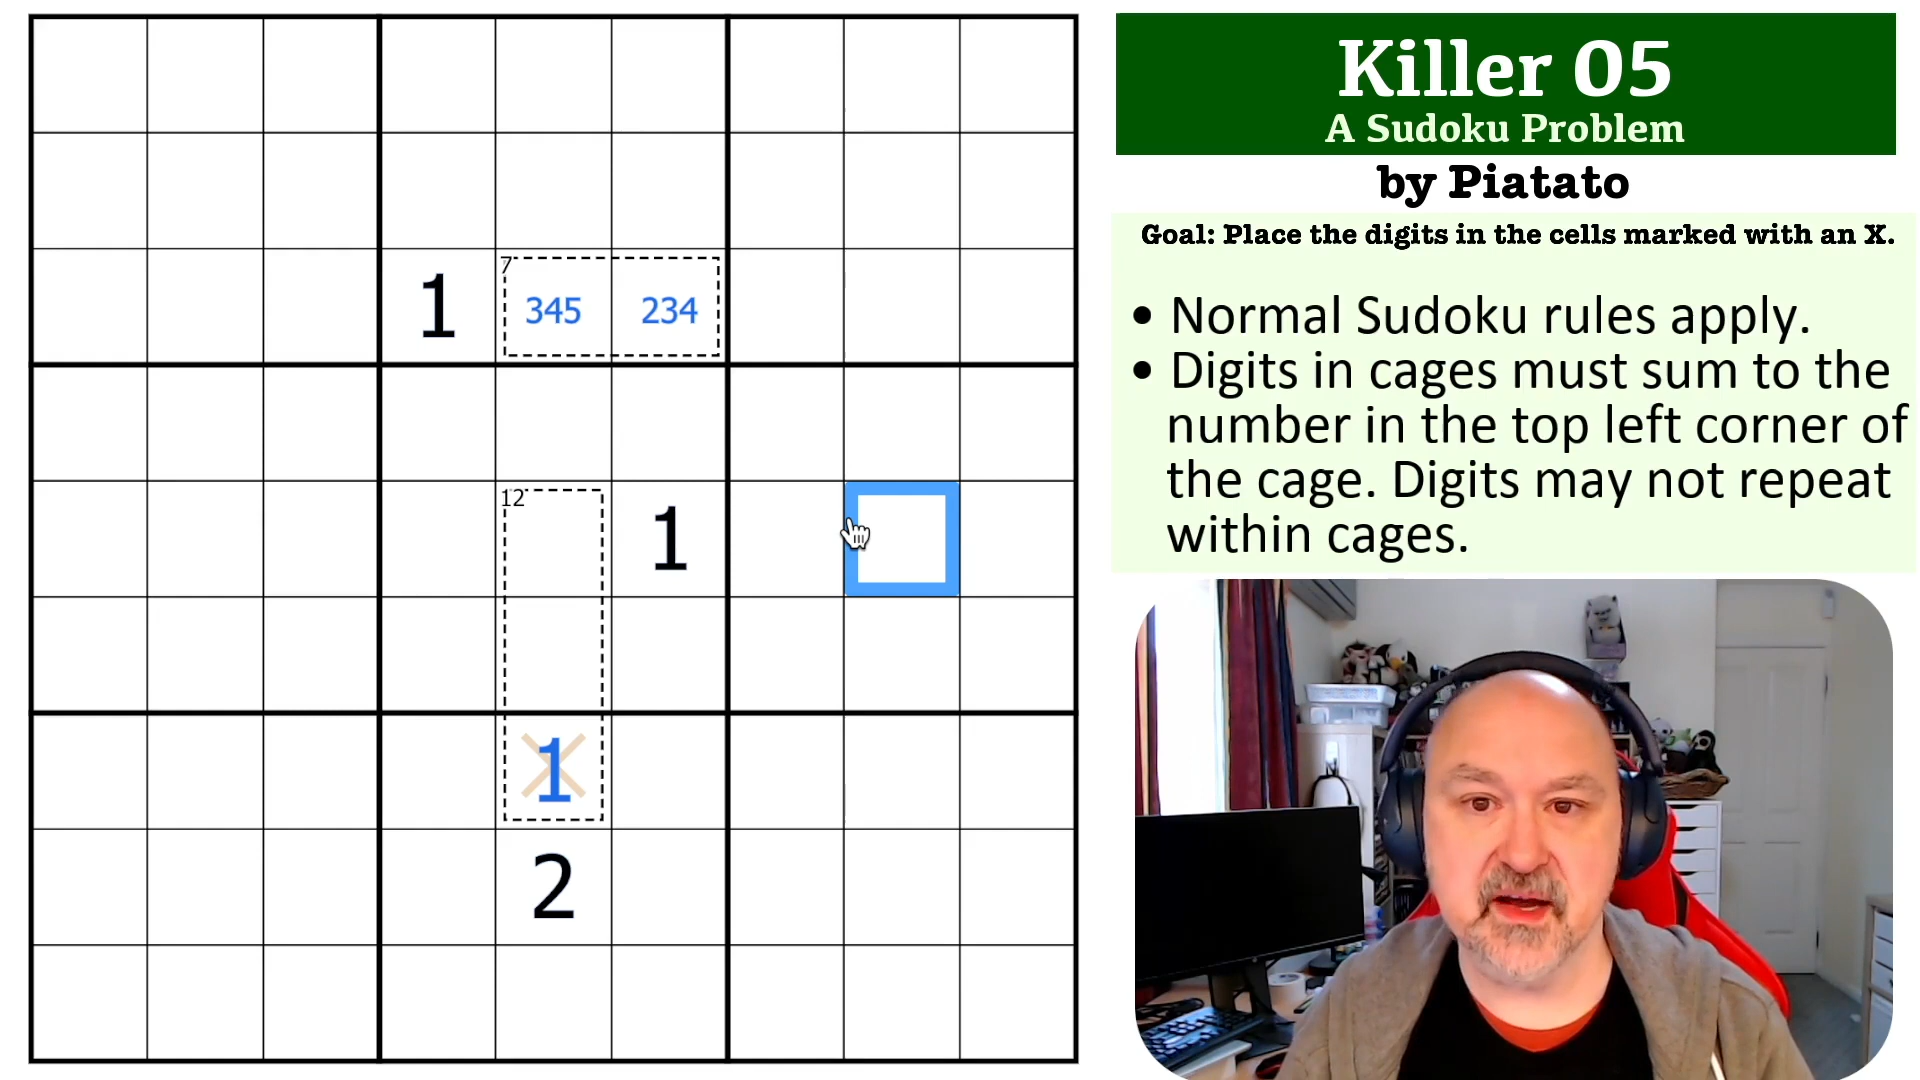 Killer 05
A Sudoku Problem
by Piatato
Goal: Place the digits in the cells marked with an X.
• Normal Sudoku rules apply.
• Digits in cages must sum to the
number in the top left corner of
the cage. Digits may not repeat
within cages.
7
1 345 234
12
1
1
2